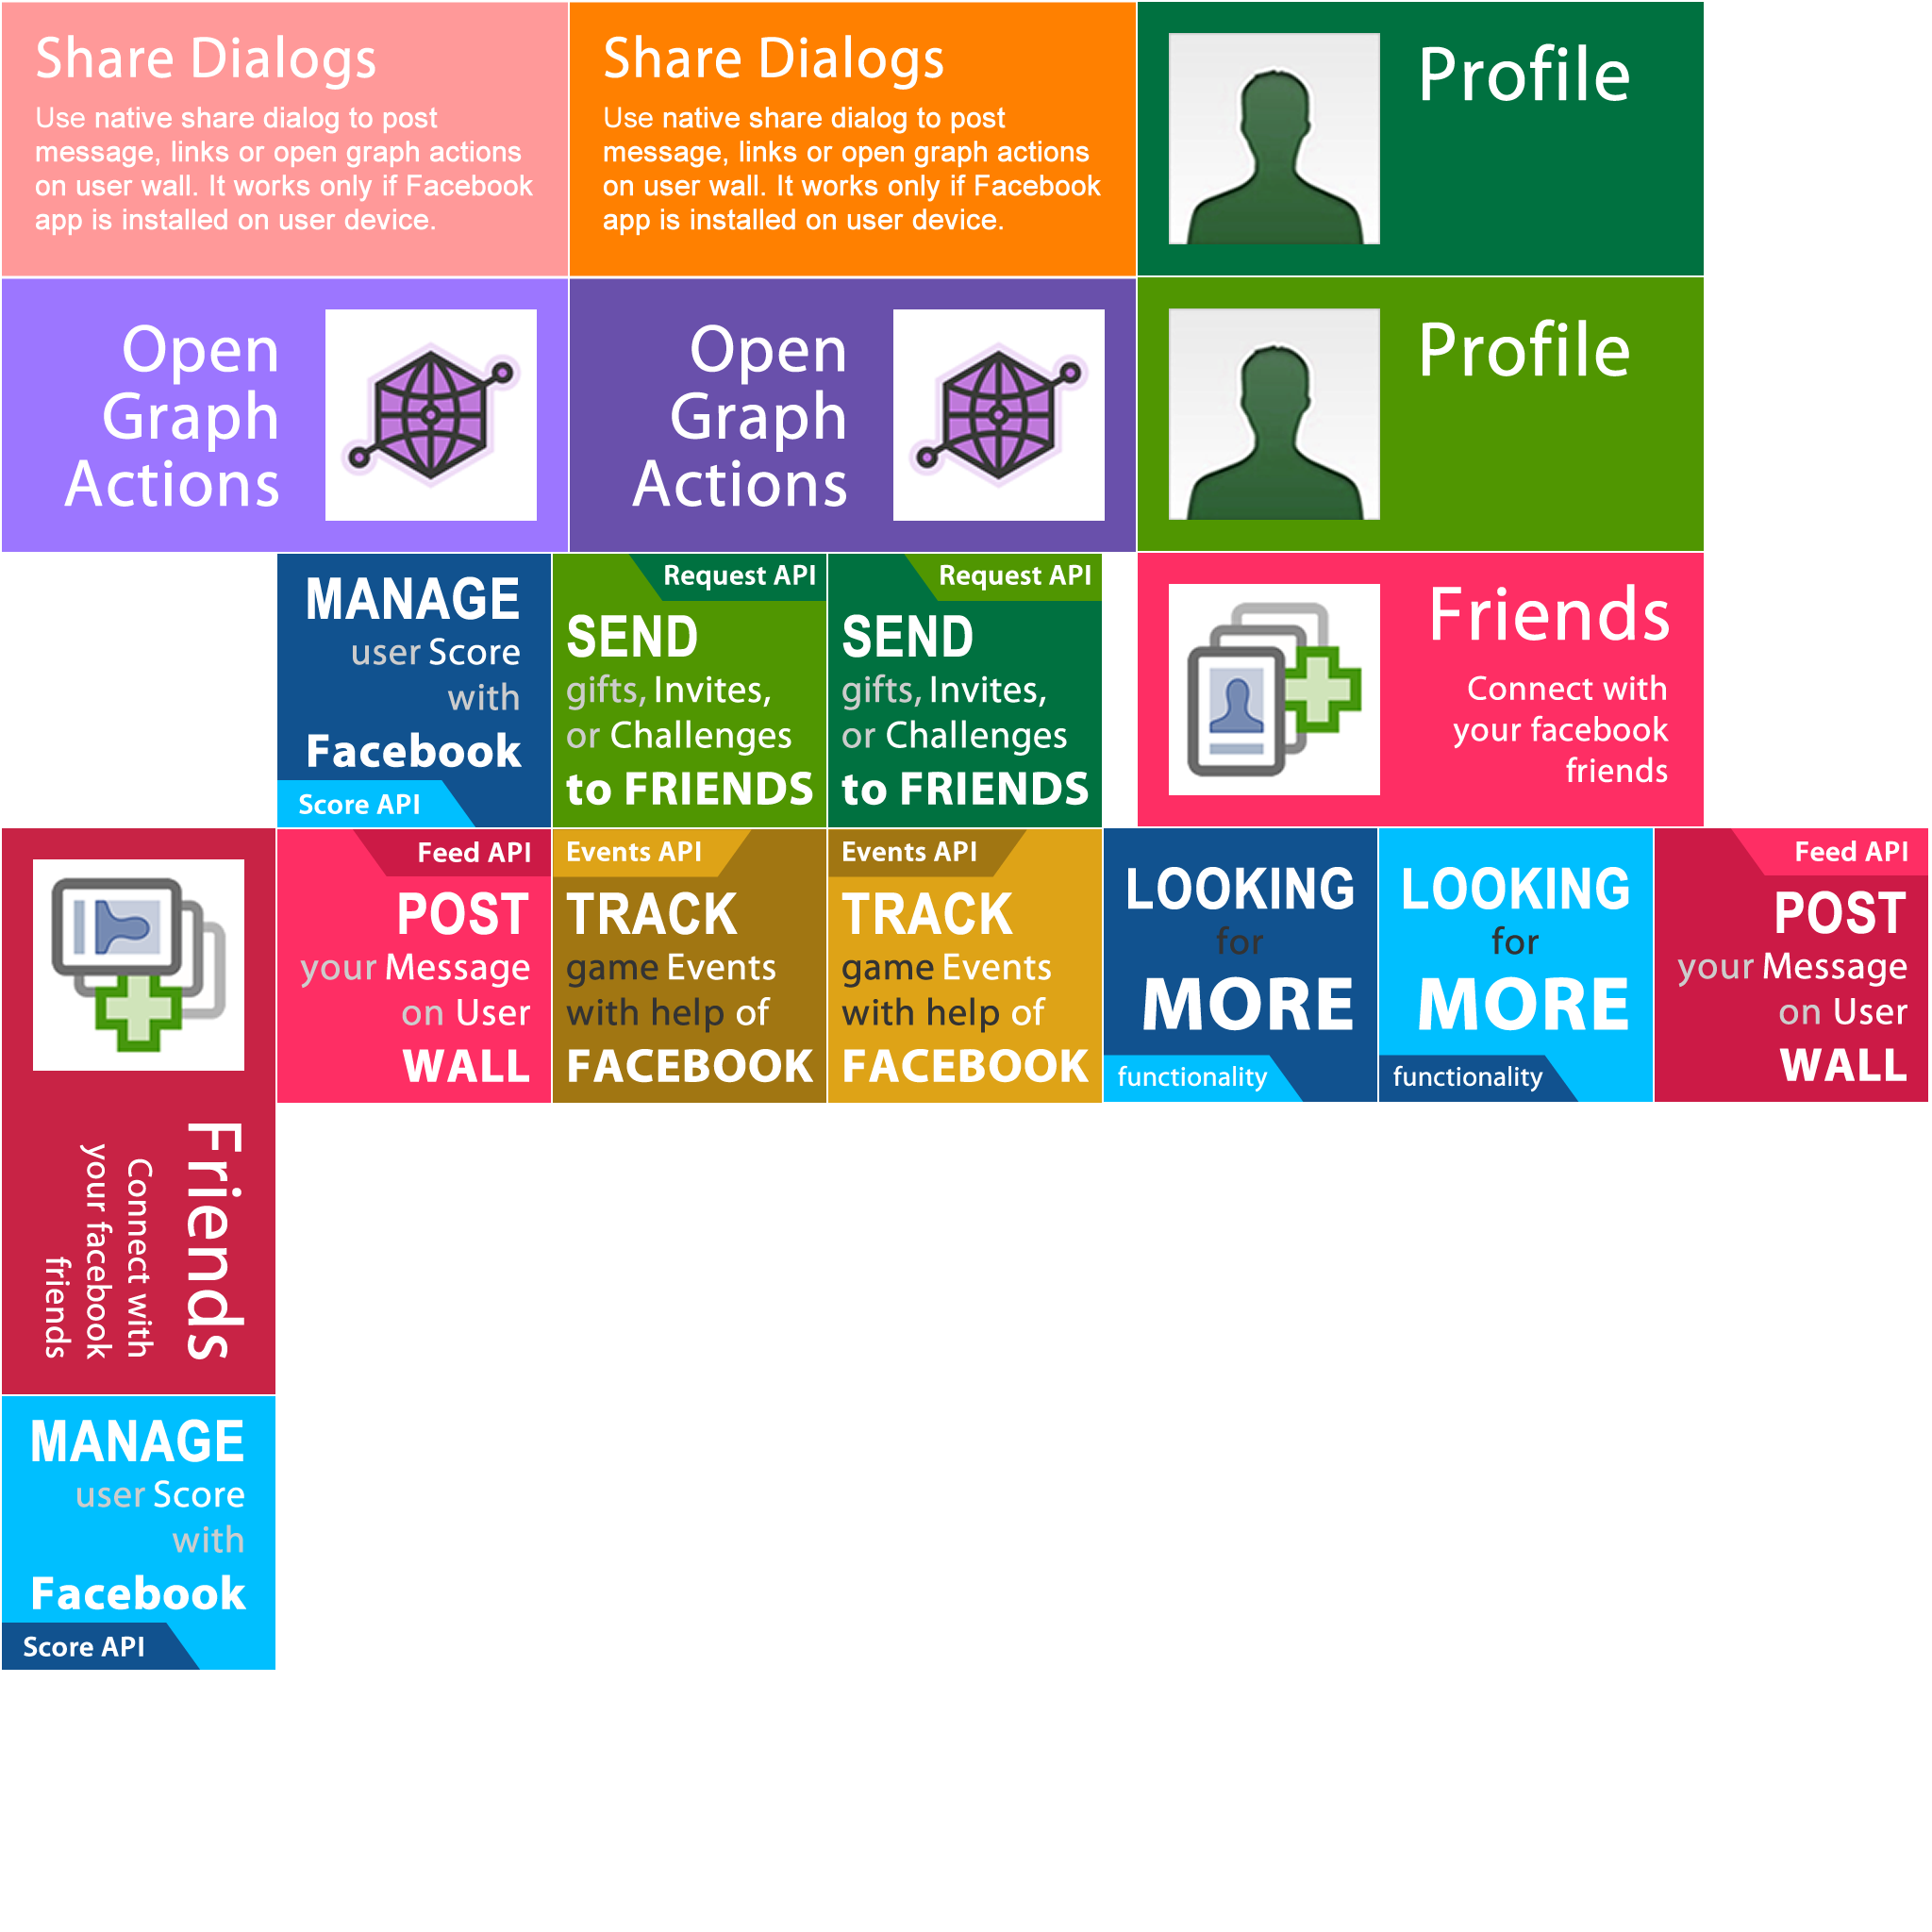 Share Dialogs
Use native share dialog to post
message, links or open graph actions
on user wall. It works only if Facebook
app is installed on user device.
Share Dialogs
Use native share dialog to post
message, links or open graph actions
on user wall. It works only if Facebook
app is installed on user device.
Profile
Open
Graph
Actions
Open
Graph
Actions
Profile
MANAGE
user Score
with
Facebook
Score API
Request API
SEND
gifts, Invites,
or Challenges
to FRIENDS
Request API
SEND
gifts, Invites,
or Challenges
to FRIENDS
Friends
Connect with
your facebook
friends
Friends
Connect with
your facebook
friends
Feed API
POST
your Message
on User
WALL
Events API
TRACK
game Events
with help of
FACEBOOK
Events API
TRACK
game Events
with help of
FACEBOOK
LOOKING
for
MORE
functionality
LOOKING
for
MORE
functionality
Feed API
POST
your Message
on User
WALL
MANAGE
user Score
with
Facebook
Score API